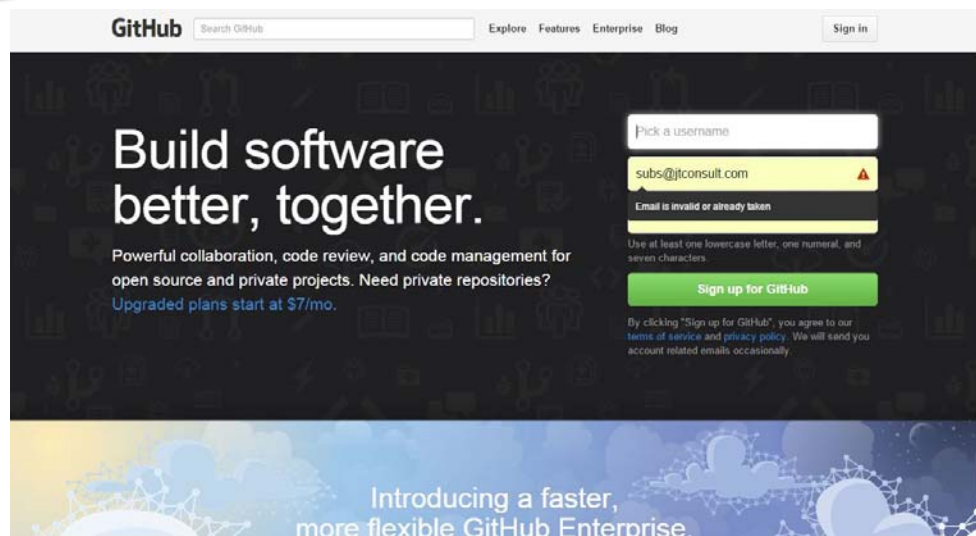 GitHub
Search GitHub
Explore Features Enterprise Blog
Sign in
Build software
better, together.
Powerful collaboration, code review, and code management for
open source and private projects. Need private repositories?
Upgraded plans start at $7/mo.
Pick a username
subs@jtconsult.com
Email is invalid or already taken
Use at least one lowercase letter, one numeral, and
seven characters.
Sign up for GitHub
By clicking "Sign up for GitHub", you agree to our
terms of service and privacy policy. We will send you
account related emails occasionally.
Introducing a faster,
more flexible GitHub Enterprise.